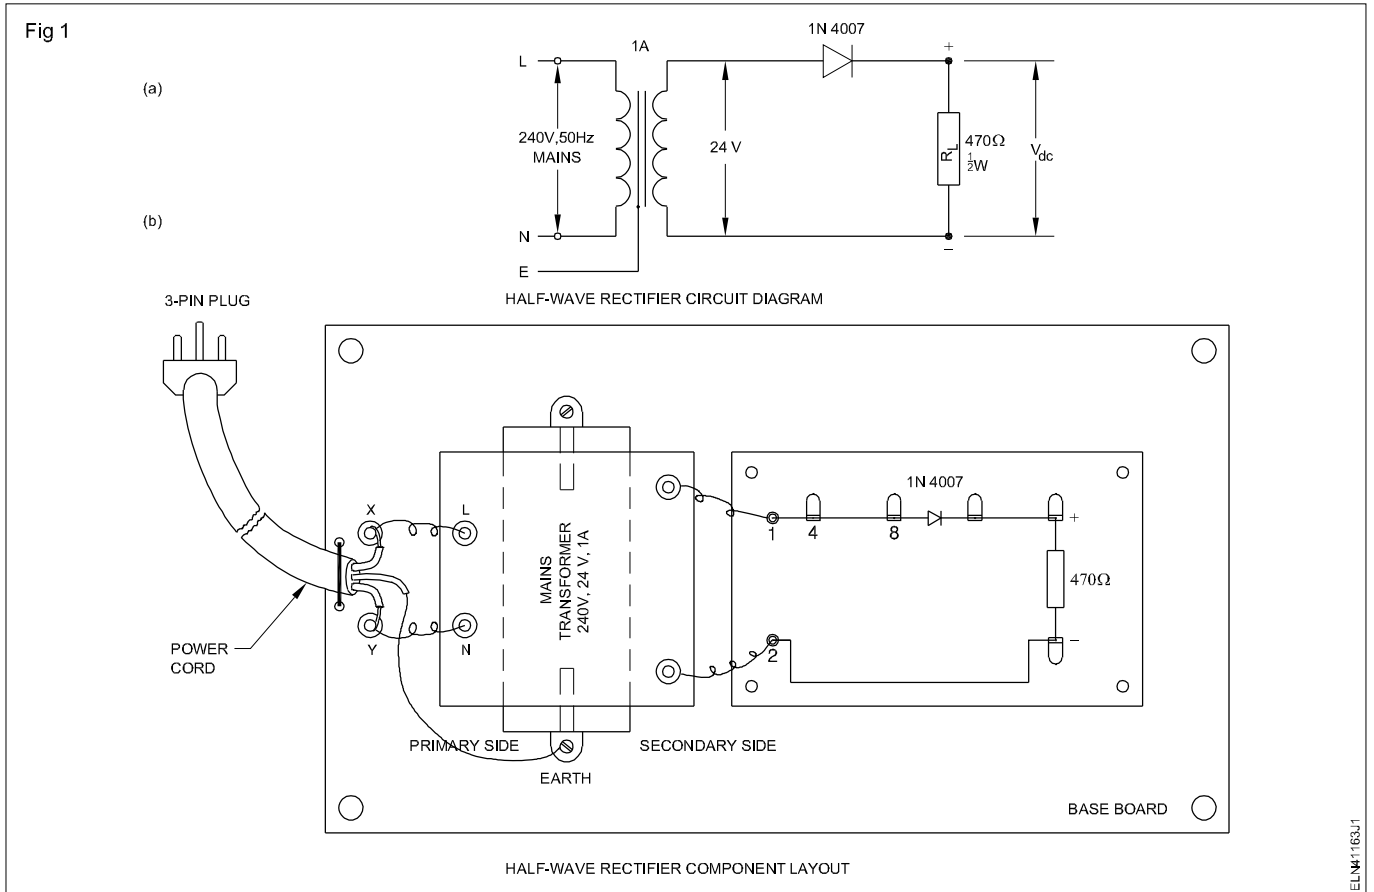 Fig 1
(a)
1A
1N 4007
L
+
240V,50Hz
MAINS
24 V
R_L
470Ω
½W
V_dc
(b)
N
–
E
HALF-WAVE RECTIFIER CIRCUIT DIAGRAM
3-PIN PLUG
X
L
1N 4007
1
4
8
+
MAINS
TRANSFORMER
240V, 24 V, 1A
470Ω
Y
N
2
–
POWER
CORD
PRIMARY SIDE
SECONDARY SIDE
EARTH
BASE BOARD
HALF-WAVE RECTIFIER COMPONENT LAYOUT
ELN41163J1